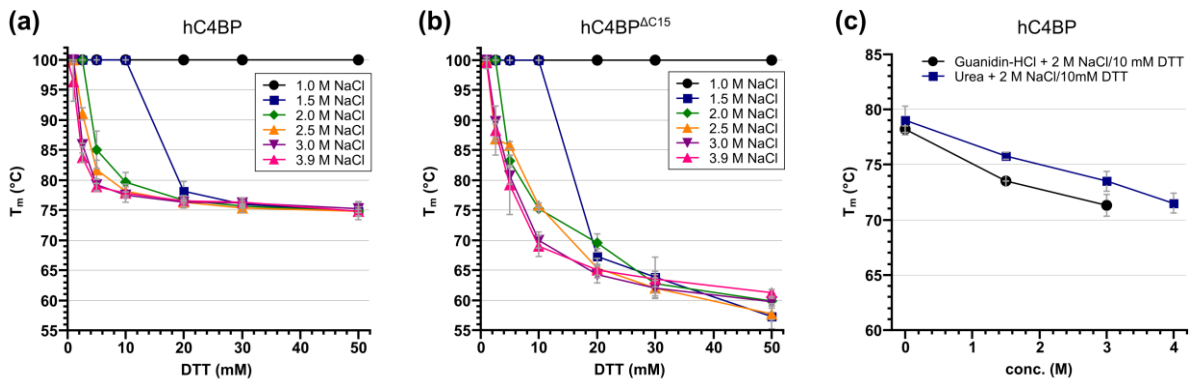 (a)
hC4BP
100
95
90
85
80
75
70
65
60
55
0
10
20
30
40
50
Tm (°C)
DTT (mM)
1.0 M NaCl
1.5 M NaCl
2.0 M NaCl
2.5 M NaCl
3.0 M NaCl
3.9 M NaCl
(b)
hC4BPΔC15
100
95
90
85
80
75
70
65
60
55
0
10
20
30
40
50
Tm (°C)
DTT (mM)
1.0 M NaCl
1.5 M NaCl
2.0 M NaCl
2.5 M NaCl
3.0 M NaCl
3.9 M NaCl
(c)
hC4BP
85
80
75
70
65
60
0
1
2
3
4
Tm (°C)
conc. (M)
Guanidin-HCl + 2 M NaCl/10 mM DTT
Urea + 2 M NaCl/10mM DTT